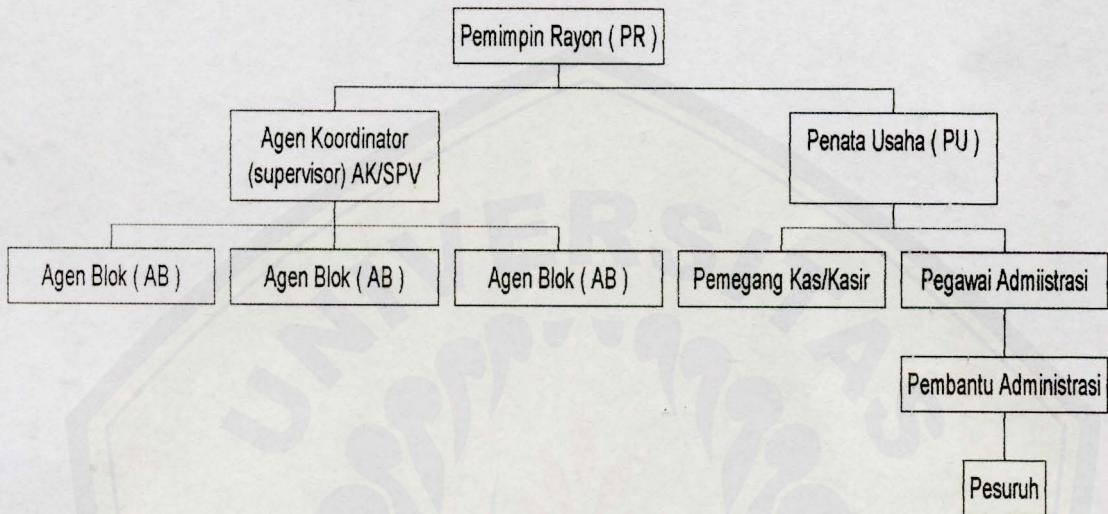 Pemimpin Rayon ( PR )
Agen Koordinator
(supervisor) AK/SPV
Penata Usaha ( PU )
Agen Blok ( AB )
Agen Blok ( AB )
Agen Blok ( AB )
Pemegang Kas/Kasir
Pegawai Admiistrasi
Pembantu Administrasi
Pesuruh
UNIVERSITAS